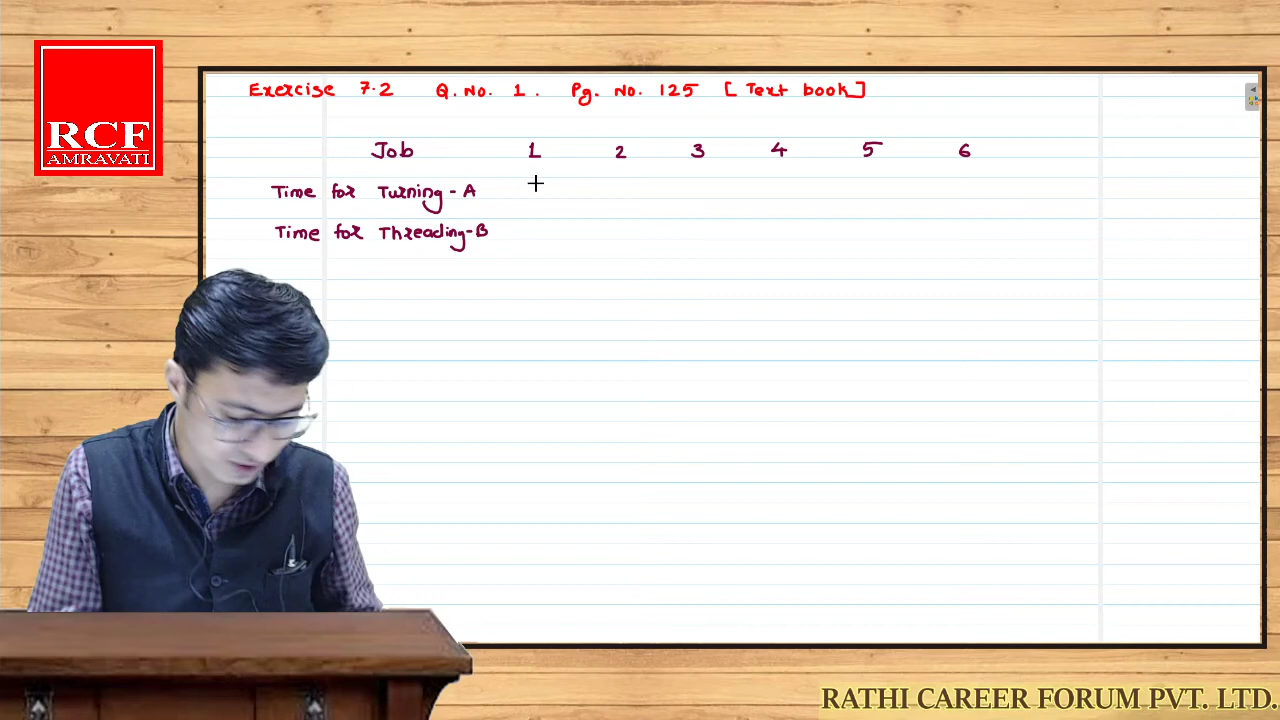 RCF
AMRAVATI
Exercise 7.2 Q. No. 1. Pg. No. 125 [Text book]
Job 1 2 3 4 5 6
Time for Turning - A
Time for Threading-B
RATHI CAREER FORUM PVT. LTD.